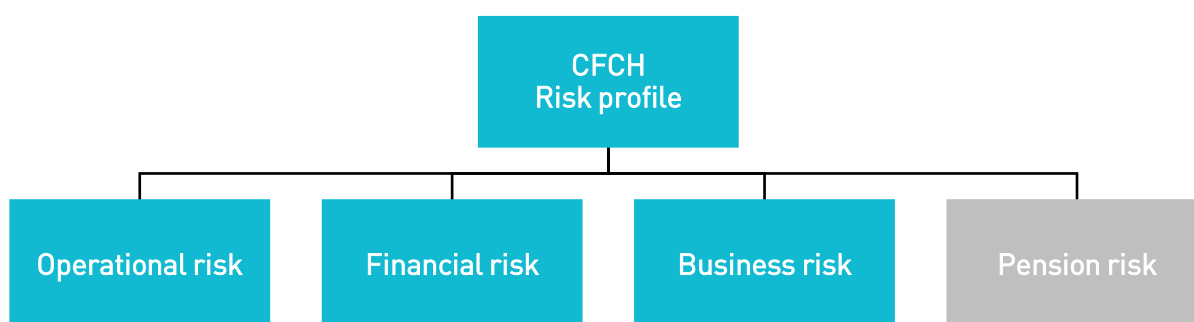 CFCH
Risk profile
Operational risk
Financial risk
Business risk
Pension risk